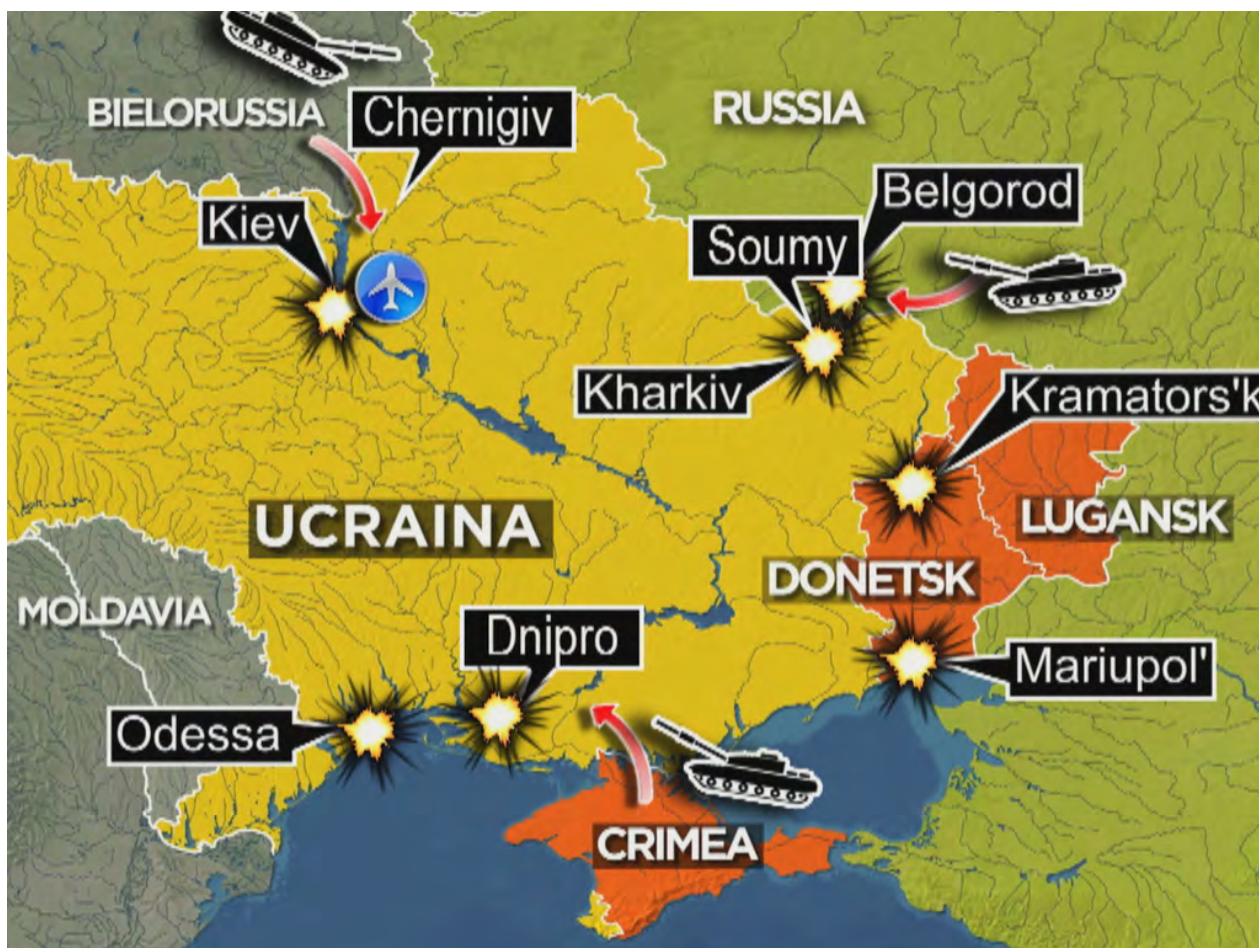 BIELORUSSIA
Chernigiv
RUSSIA
Kiev
Belgorod
Soumy
Kharkiv
Kramators'k
UCRAINA
LUGANSK
DONETSK
MOLDAVIA
Dnipro
Mariupol'
Odessa
CRIMEA